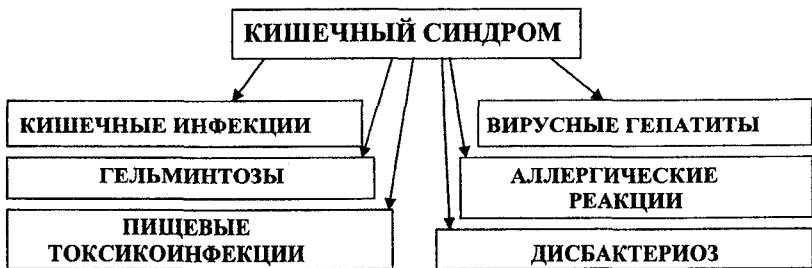 КИШЕЧНЫЙ СИНДРОМ
КИШЕЧНЫЕ ИНФЕКЦИИ
ГЕЛЬМИНТОЗЫ
ПИЩЕВЫЕ
ТОКСИКОИНФЕКЦИИ
ВИРУСНЫЕ ГЕПАТИТЫ
АЛЛЕРГИЧЕСКИЕ
РЕАКЦИИ
ДИСБАКТЕРИОЗ